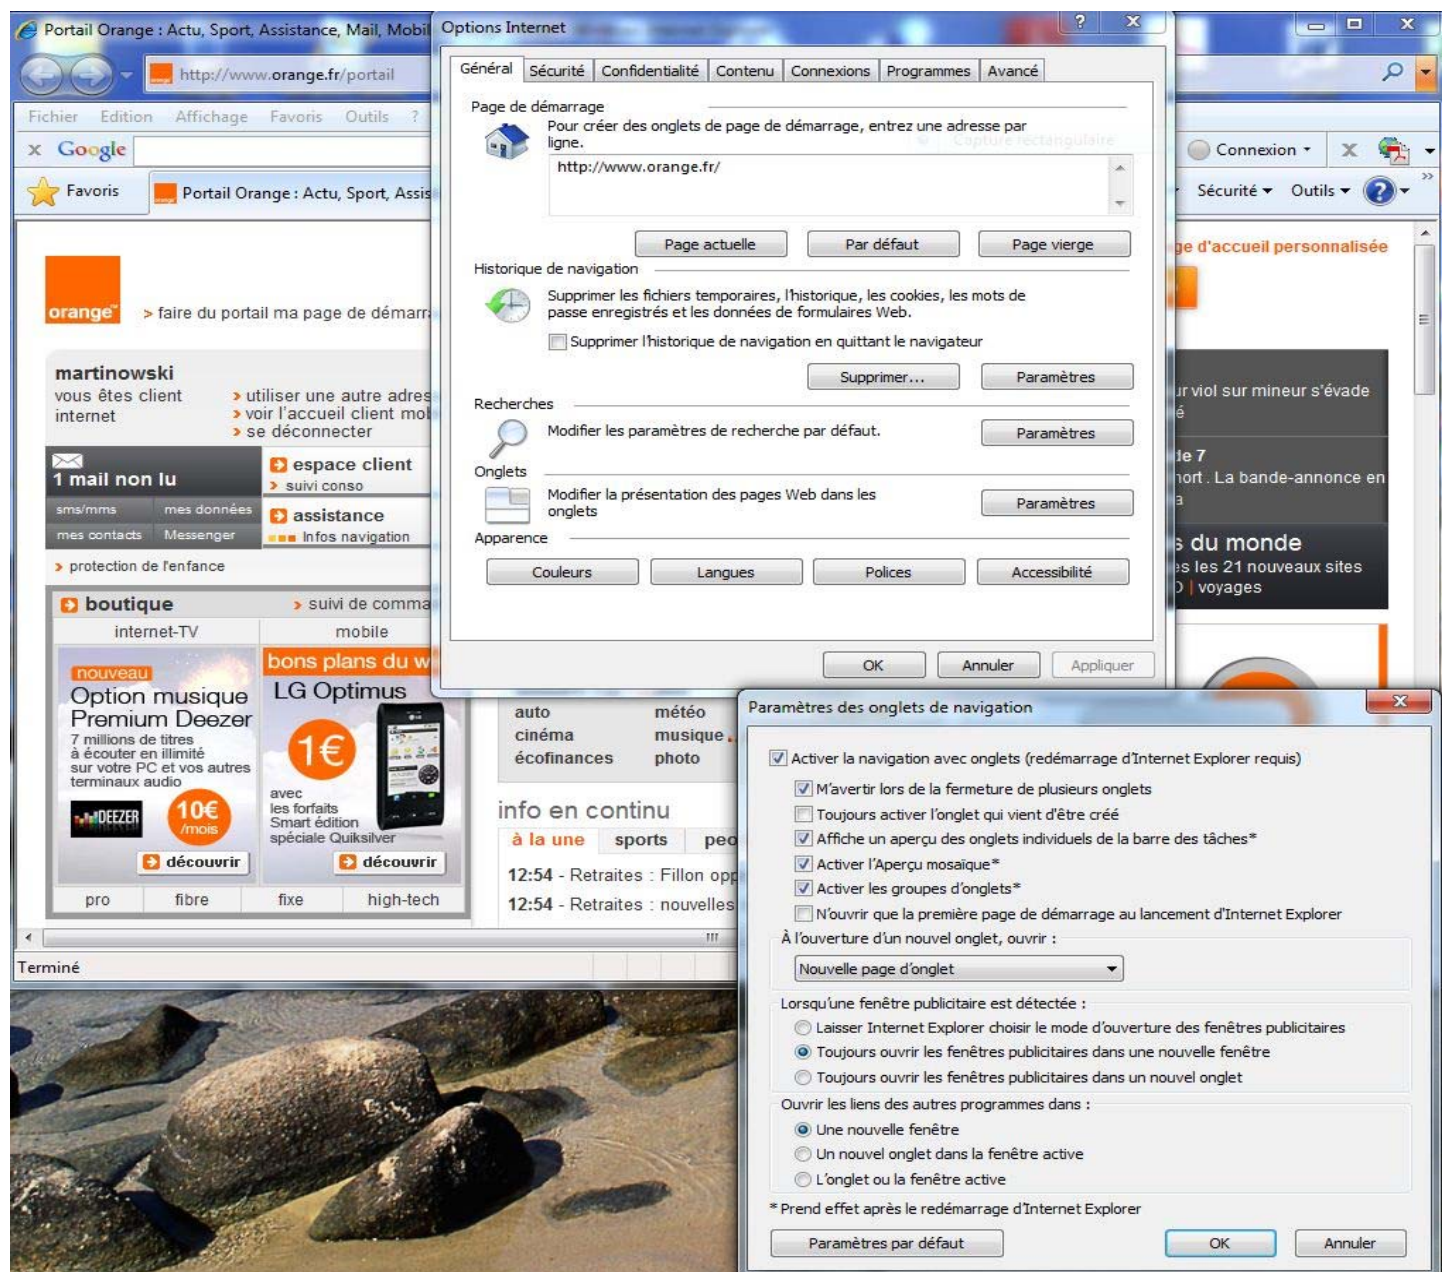 Portail Orange : Actu, Sport, Assistance, Mail, Mobil
http://www.orange.fr/portail
Fichier Edition Affichage Favoris Outils ?
x Google
Connexion
Favoris
Portail Orange : Actu, Sport, Assis
Sécurité Outils
orange
> faire du portail ma page de démarr
ge d'accueil personnalisée
martinowski
vous êtes client
internet
> utiliser une autre adres
> voir l'accueil client mob
> se déconnecter
1 mail non lu
sms/mms mes données
mes contacts Messenger
espace client
> suivi conso
assistance
Infos navigation
> protection de l'enfance
boutique
> suivi de comma
internet-TV mobile
nouveau
Option musique
Premium Deezer
7 millions de titres
à écouter en illimité
sur votre PC et vos autres
terminaux audio
DEEZER
10€
/mois
découvrir
bons plans du w
LG Optimus
1€
avec
les forfaits
Smart édition
spéciale Quiksilver
découvrir
pro fibre fixe high-tech
auto météo
cinéma musique
écofinances photo
info en continu
à la une sports peo
12:54 - Retraites : Fillon opp
12:54 - Retraites : nouvelles
ur viol sur mineur s'évade
é
de 7
nort . La bande-annonce en
a
s du monde
es les 21 nouveaux sites
O | voyages
Terminé
Options Internet
Général Sécurité Confidentialité Contenu Connexions Programmes Avancé
Page de démarrage
Pour créer des onglets de page de démarrage, entrez une adresse par
ligne.
Capture rectangulaire
http://www.orange.fr/
Page actuelle Par défaut Page vierge
Historique de navigation
Supprimer les fichiers temporaires, l'historique, les cookies, les mots de
passe enregistrés et les données de formulaires Web.
Supprimer l'historique de navigation en quittant le navigateur
Supprimer... Paramètres
Recherches
Modifier les paramètres de recherche par défaut.
Paramètres
Onglets
Modifier la présentation des pages Web dans les
onglets
Paramètres
Apparence
Couleurs Langues Polices Accessibilité
OK Annuler Appliquer
Paramètres des onglets de navigation
Activer la navigation avec onglets (redémarrage d'Internet Explorer requis)
M'avertir lors de la fermeture de plusieurs onglets
Toujours activer l'onglet qui vient d'être créé
Affiche un aperçu des onglets individuels de la barre des tâches*
Activer l'Aperçu mosaïque*
Activer les groupes d'onglets*
N'ouvrir que la première page de démarrage au lancement d'Internet Explorer
À l'ouverture d'un nouvel onglet, ouvrir :
Nouvelle page d'onglet
Lorsqu'une fenêtre publicitaire est détectée :
Laisser Internet Explorer choisir le mode d'ouverture des fenêtres publicitaires
Toujours ouvrir les fenêtres publicitaires dans une nouvelle fenêtre
Toujours ouvrir les fenêtres publicitaires dans un nouvel onglet
Ouvrir les liens des autres programmes dans :
Une nouvelle fenêtre
Un nouvel onglet dans la fenêtre active
L'onglet ou la fenêtre active
* Prend effet après le redémarrage d'Internet Explorer
Paramètres par défaut OK Annuler